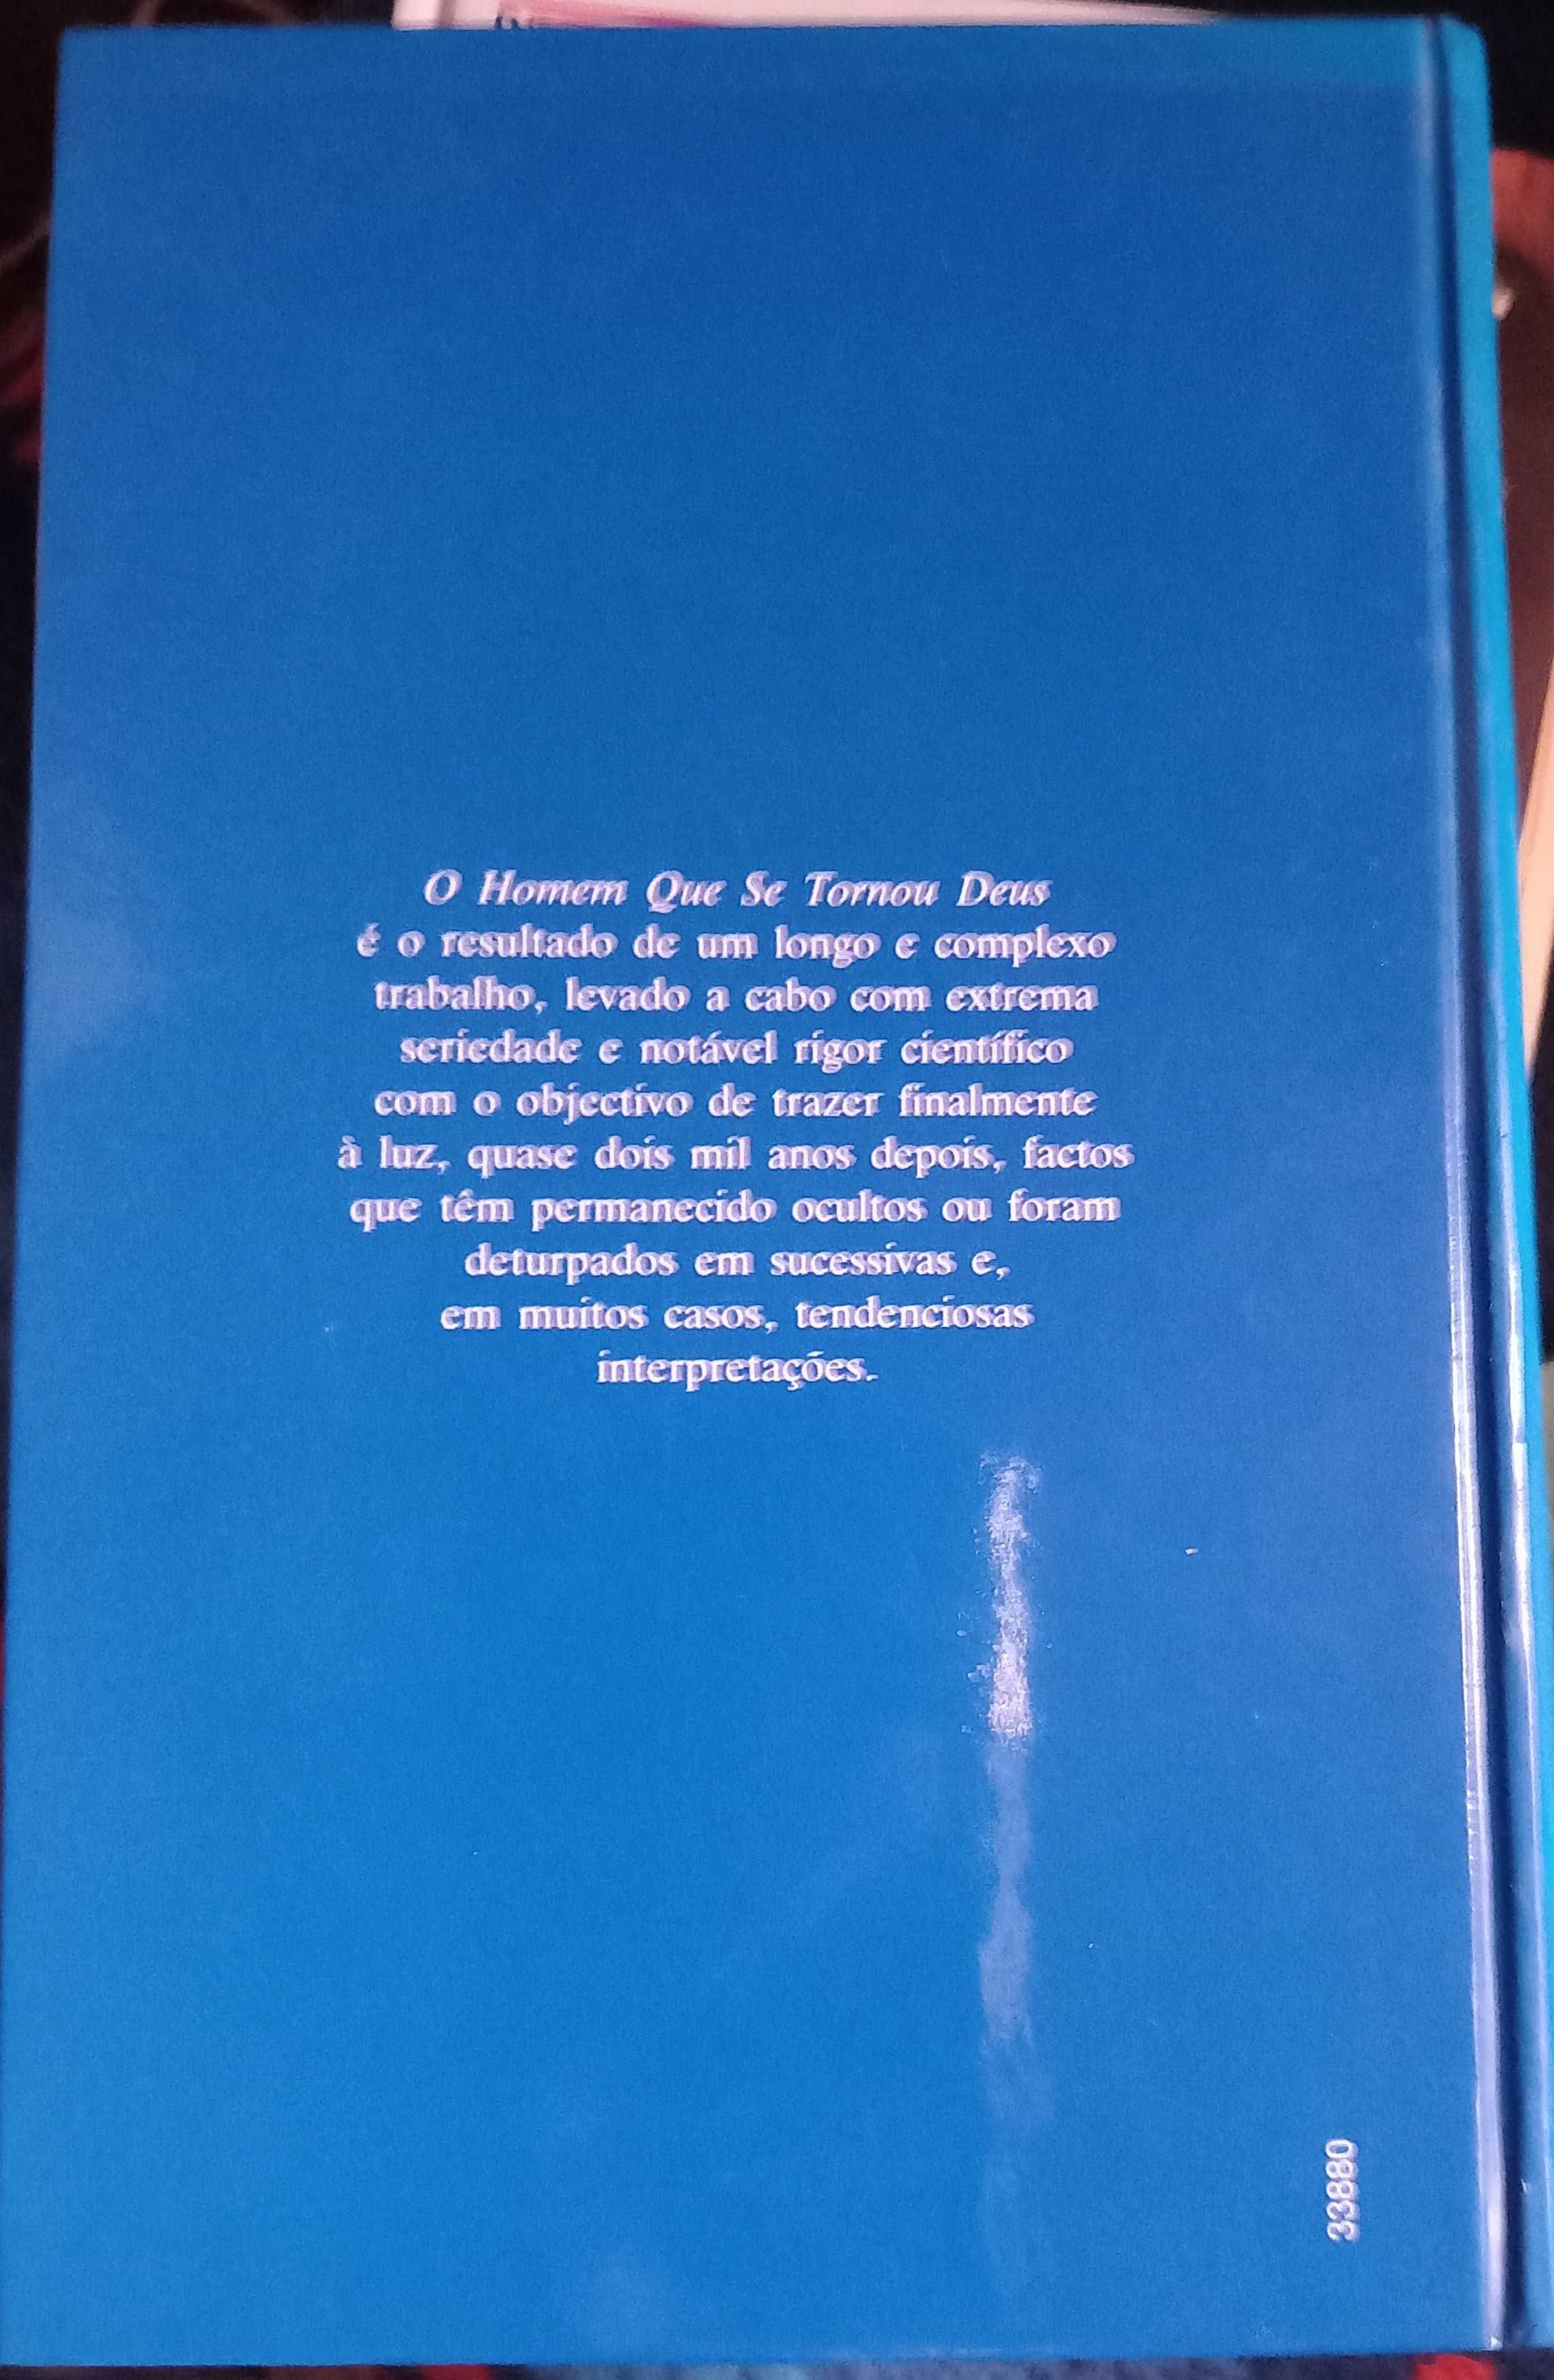 O Homem Que Se Tornou Deus
é o resultado de um longo e complexo
trabalho, levado a cabo com extrema
seriedade e notável rigor científico
com o objectivo de trazer finalmente
à luz, quase dois mil anos depois, factos
que têm permanecido ocultos ou foram
deturpados em sucessivas e,
em muitos casos, tendenciosas
interpretações.
33880